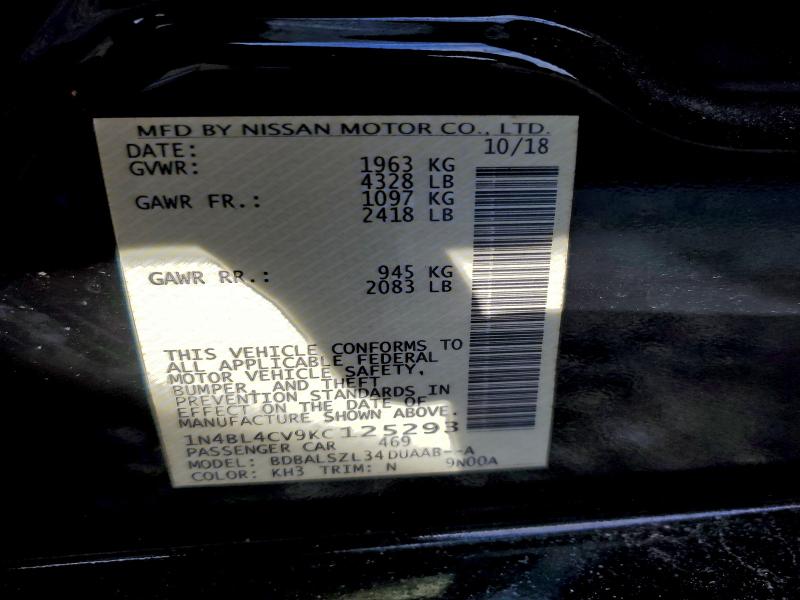 MFD BY NISSAN MOTOR CO., LTD.
DATE: 10/18
GVWR: 1963 KG
4328 LB
GAWR FR.: 1097 KG
2418 LB
GAWR RR.: 945 KG
2083 LB
THIS VEHICLE CONFORMS TO
ALL APPLICABLE FEDERAL
MOTOR VEHICLE SAFETY,
BUMPER, AND THEFT
PREVENTION STANDARDS IN
EFFECT ON THE DATE OF
MANUFACTURE SHOWN ABOVE.
1N4BL4CV9KC125293
PASSENGER CAR 469
MODEL: BDBALSZL34DUAAB--A
COLOR: KH3 TRIM: N 9N00A